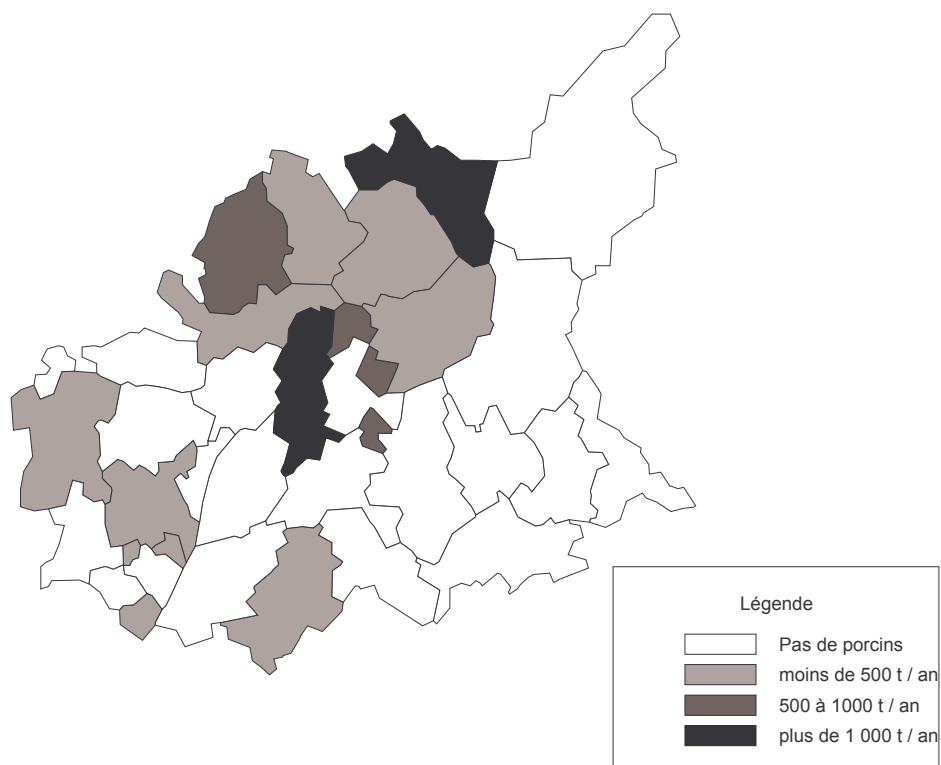 Légende
Pas de porcins
moins de 500 t / an
500 à 1000 t / an
plus de 1 000 t / an